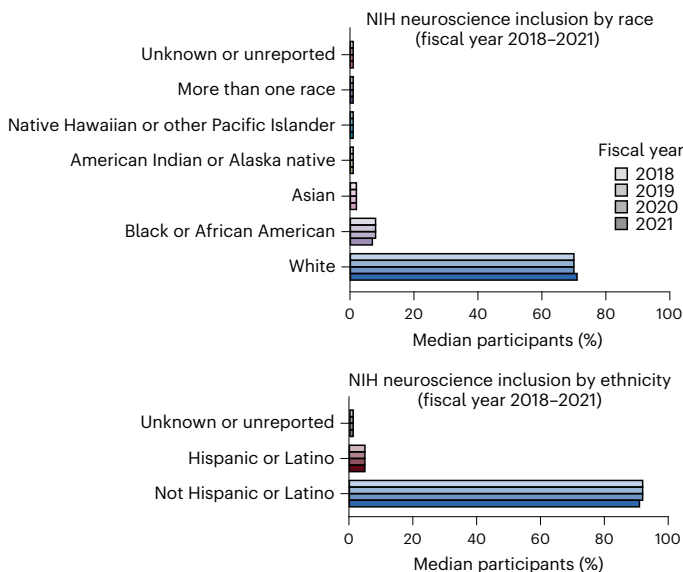 NIH neuroscience inclusion by race
(fiscal year 2018–2021)
Unknown or unreported
More than one race
Native Hawaiian or other Pacific Islander
American Indian or Alaska native
Asian
Black or African American
White
Fiscal year
2018
2019
2020
2021
0 20 40 60 80 100
Median participants (%)
NIH neuroscience inclusion by ethnicity
(fiscal year 2018–2021)
Unknown or unreported
Hispanic or Latino
Not Hispanic or Latino
0 20 40 60 80 100
Median participants (%)